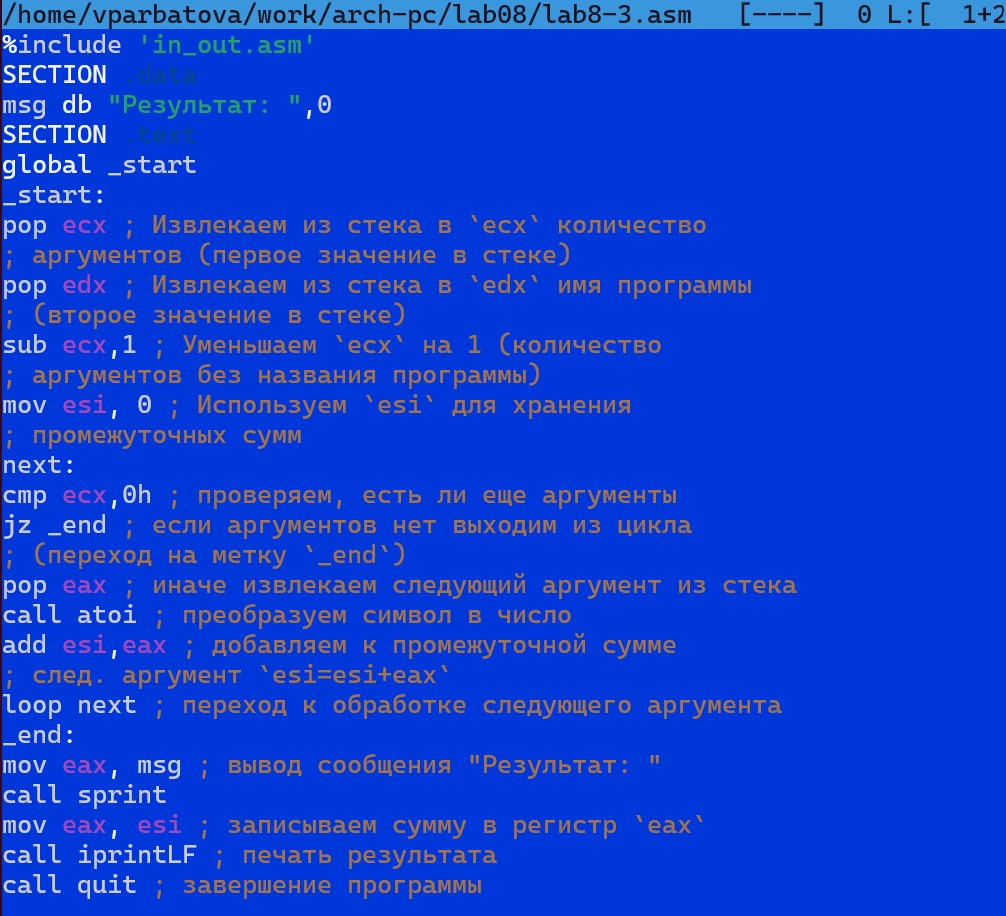 /home/vparbatova/work/arch-pc/lab08/lab8-3.asm   [----]  0 L:[  1+2
%include 'in_out.asm'
SECTION .data
msg db "Результат: ",0
SECTION .text
global _start
_start:
pop ecx ; Извлекаем из стека в `ecx` количество
; аргументов (первое значение в стеке)
pop edx ; Извлекаем из стека в `edx` имя программы
; (второе значение в стеке)
sub ecx,1 ; Уменьшаем `ecx` на 1 (количество
; аргументов без названия программы)
mov esi, 0 ; Используем `esi` для хранения
; промежуточных сумм
next:
cmp ecx,0h ; проверяем, есть ли еще аргументы
jz _end ; если аргументов нет выходим из цикла
; (переход на метку `_end`)
pop eax ; иначе извлекаем следующий аргумент из стека
call atoi ; преобразуем символ в число
add esi,eax ; добавляем к промежуточной сумме
; след. аргумент `esi=esi+eax`
loop next ; переход к обработке следующего аргумента
_end:
mov eax, msg ; вывод сообщения "Результат: "
call sprint
mov eax, esi ; записываем сумму в регистр `eax`
call iprintLF ; печать результата
call quit ; завершение программы